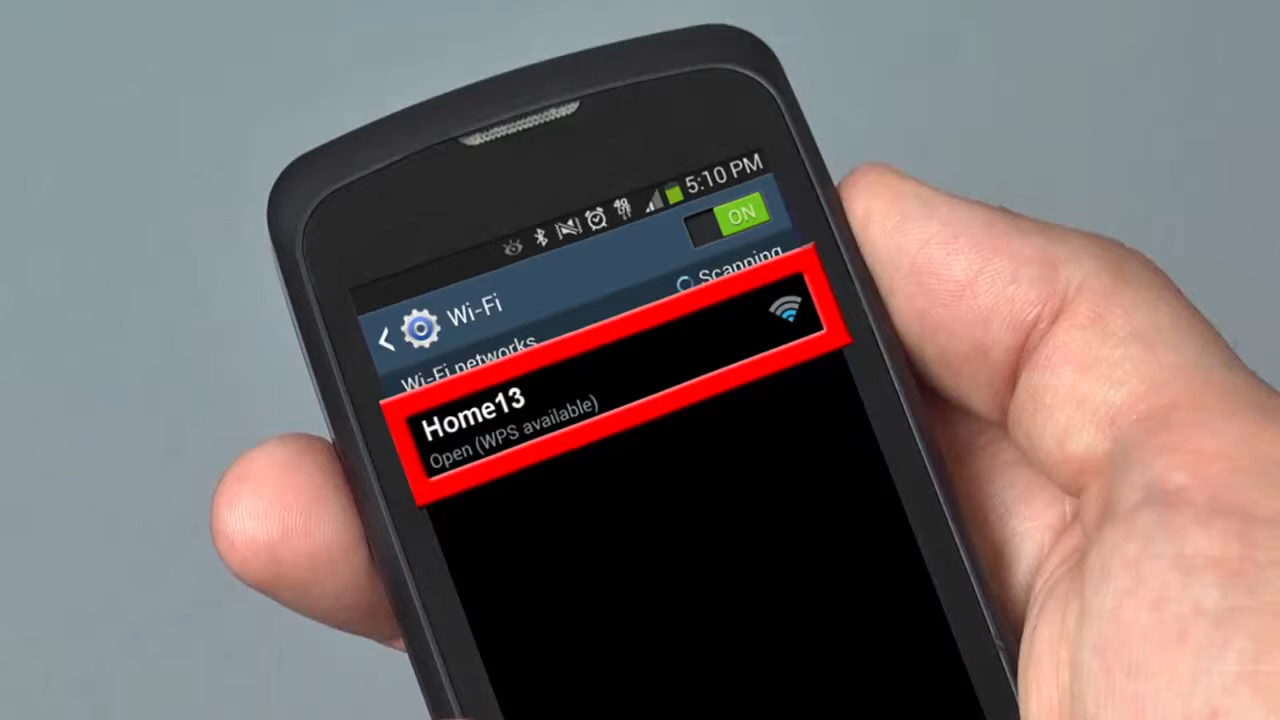 5:10 PM
ON
Wi-Fi
Scanning
Wi-Fi networks
Home13
Open (WPS available)